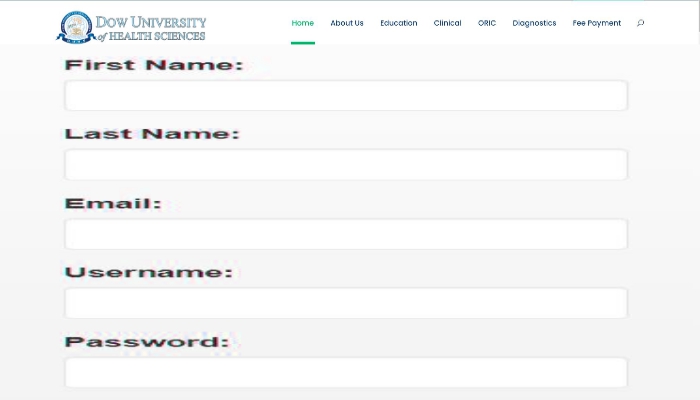 DOW UNIVERSITY
of HEALTH SCIENCES
Home About Us Education Clinical ORIC Diagnostics Fee Payment
First Name:
Last Name:
Email:
Username:
Password: